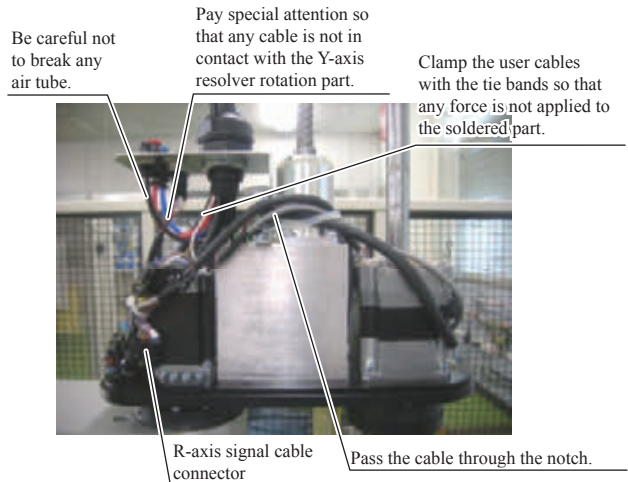 Be careful not
to break any
air tube.
Pay special attention so
that any cable is not in
contact with the Y-axis
resolver rotation part.
Clamp the user cables
with the tie bands so that
any force is not applied to
the soldered part.
R-axis signal cable
connector
Pass the cable through the notch.